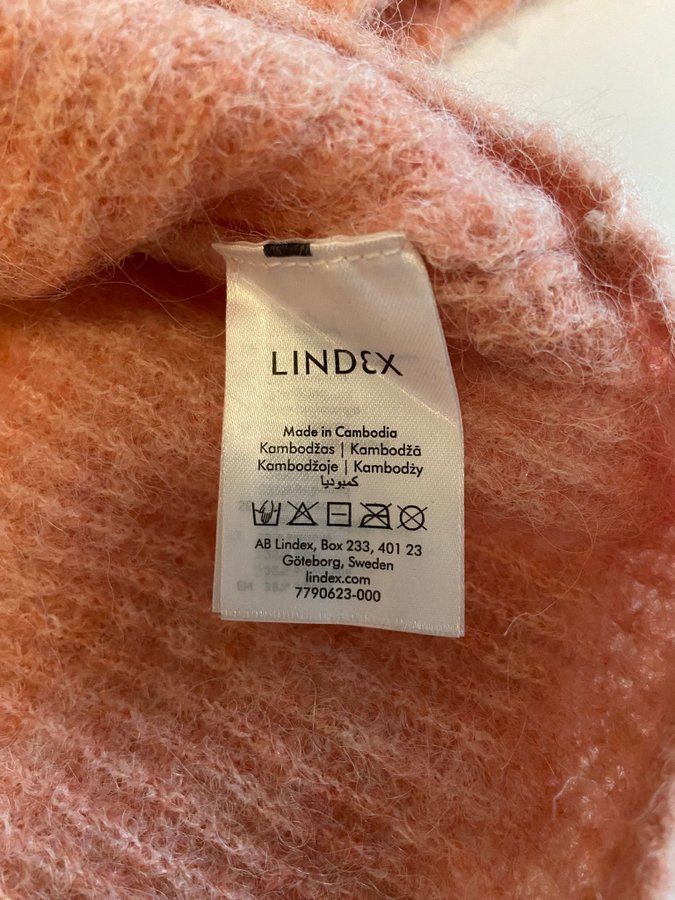 LINDEX
Made in Cambodia
Kambodžas | Kambodžā
Kambodžoje | Kambodży
كمبوديا
AB Lindex, Box 233, 401 23
Göteborg, Sweden
lindex.com
7790623-000